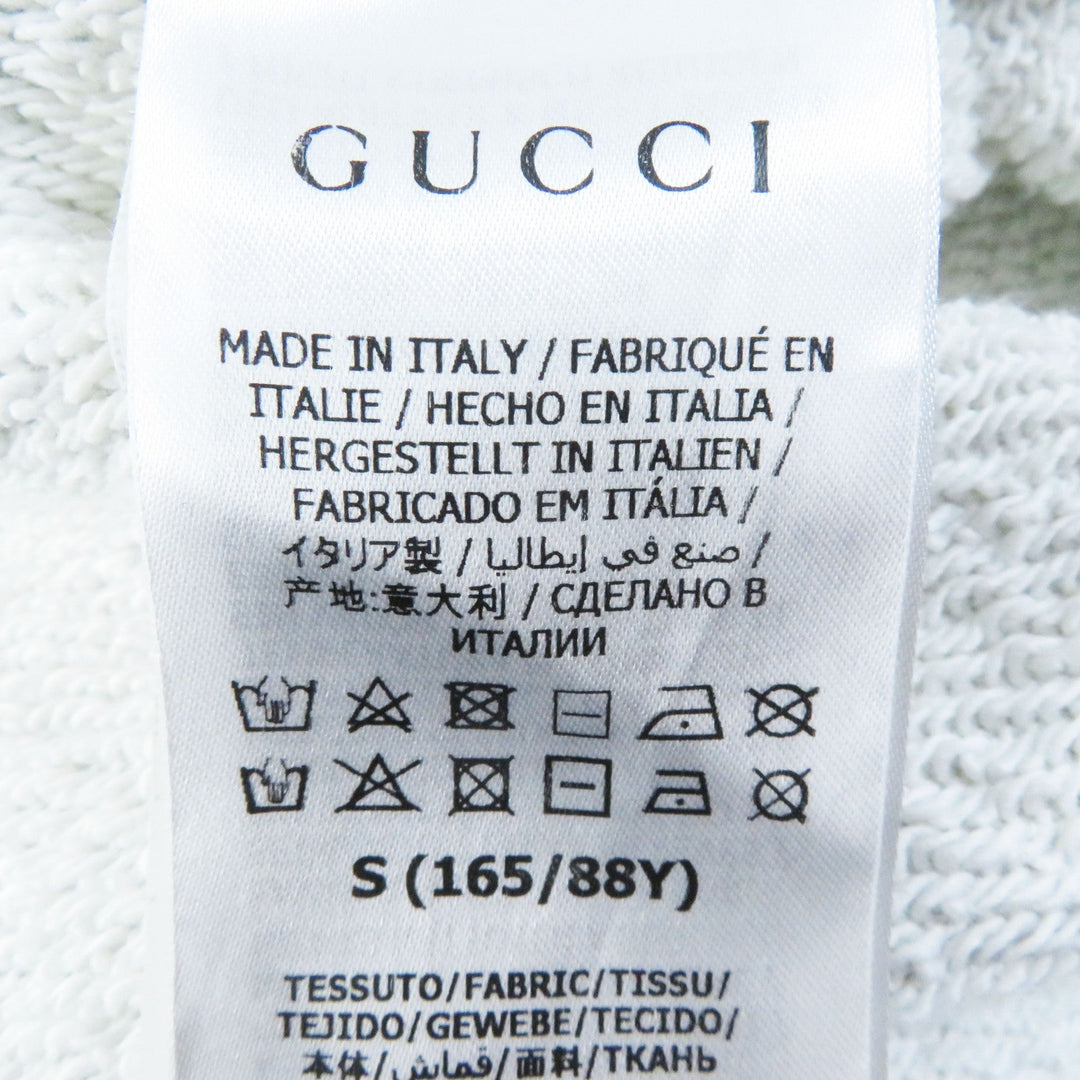 GUCCI
MADE IN ITALY / FABRIQUÉ EN
ITALIE / HECHO EN ITALIA /
HERGESTELLT IN ITALIEN /
FABRICADO EM ITÁLIA /
イタリア製 / صنع في إيطاليا /
产地:意大利 / СДЕЛАНО В
ИТАЛИИ
S (165/88Y)
TESSUTO/FABRIC/TISSU/
TEJIDO/GEWEBE/TECIDO/
本体/قماش/面料/ТКАНЬ